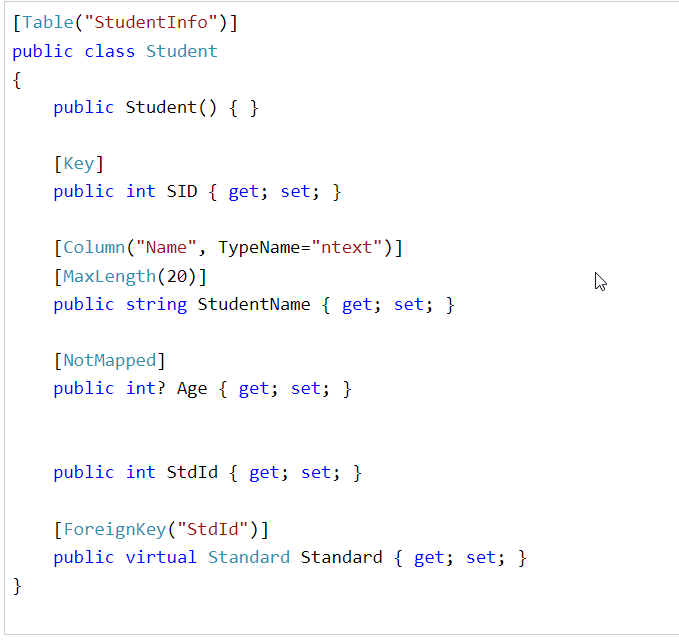 [Table("StudentInfo")]
public class Student
{
    public Student() { }
    [Key]
    public int SID { get; set; }
    [Column("Name", TypeName="ntext")]
    [MaxLength(20)]
    public string StudentName { get; set; }
    [NotMapped]
    public int? Age { get; set; }
    public int StdId { get; set; }
    [ForeignKey("StdId")]
    public virtual Standard Standard { get; set; }
}